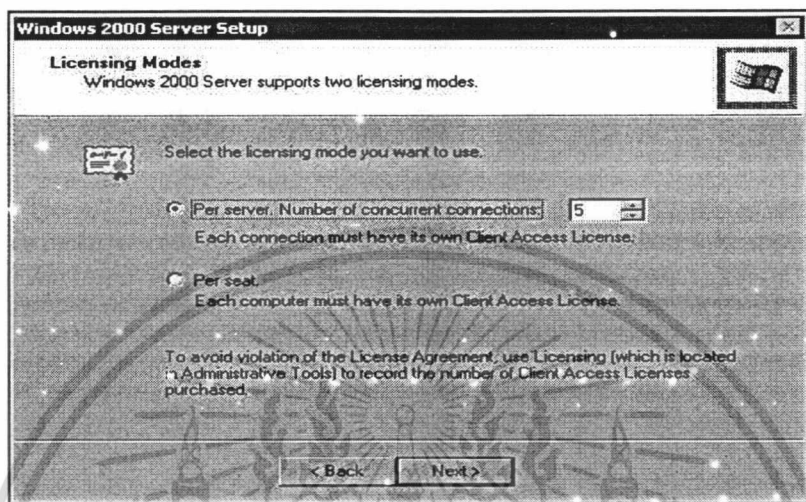 Windows 2000 Server Setup
Licensing Modes
Windows 2000 Server supports two licensing modes.
Select the licensing mode you want to use.
Per server. Number of concurrent connections: 5
Each connection must have its own Client Access License.
Per seat.
Each computer must have its own Client Access License.
To avoid violation of the License Agreement, use Licensing (which is located
in Administrative Tools) to record the number of Client Access Licenses
purchased.
< Back Next >